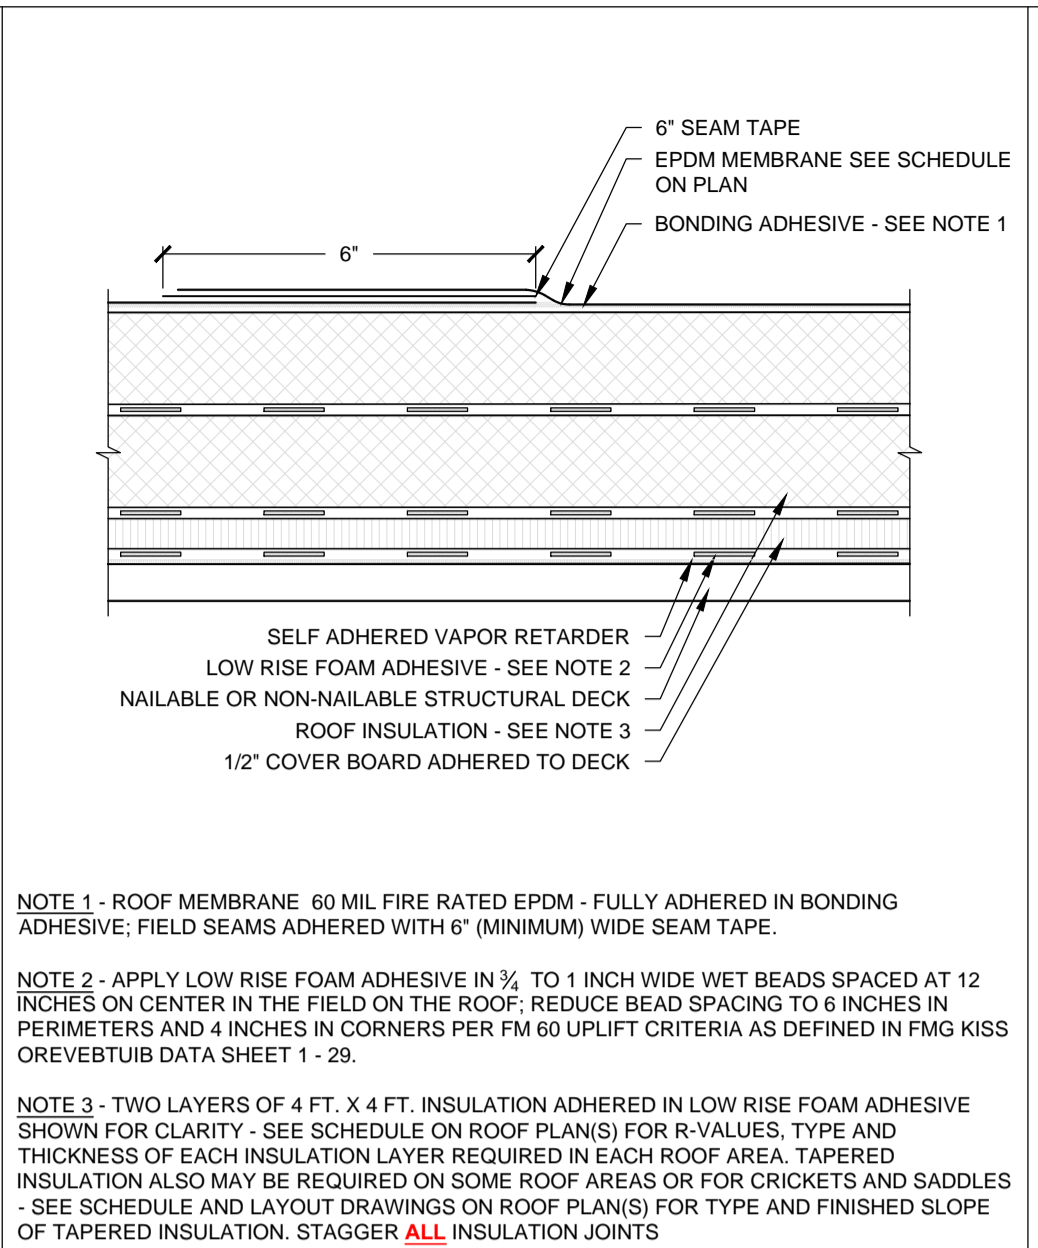 6" SEAM TAPE
EPDM MEMBRANE SEE SCHEDULE
ON PLAN
BONDING ADHESIVE - SEE NOTE 1
6"
SELF ADHERED VAPOR RETARDER
LOW RISE FOAM ADHESIVE - SEE NOTE 2
NAILABLE OR NON-NAILABLE STRUCTURAL DECK
ROOF INSULATION - SEE NOTE 3
1/2" COVER BOARD ADHERED TO DECK
NOTE 1 - ROOF MEMBRANE 60 MIL FIRE RATED EPDM - FULLY ADHERED IN BONDING
ADHESIVE; FIELD SEAMS ADHERED WITH 6" (MINIMUM) WIDE SEAM TAPE.
NOTE 2 - APPLY LOW RISE FOAM ADHESIVE IN ¾ TO 1 INCH WIDE WET BEADS SPACED AT 12
INCHES ON CENTER IN THE FIELD ON THE ROOF; REDUCE BEAD SPACING TO 6 INCHES IN
PERIMETERS AND 4 INCHES IN CORNERS PER FM 60 UPLIFT CRITERIA AS DEFINED IN FMG KISS
OREVEBTUIB DATA SHEET 1 - 29.
NOTE 3 - TWO LAYERS OF 4 FT. X 4 FT. INSULATION ADHERED IN LOW RISE FOAM ADHESIVE
SHOWN FOR CLARITY - SEE SCHEDULE ON ROOF PLAN(S) FOR R-VALUES, TYPE AND
THICKNESS OF EACH INSULATION LAYER REQUIRED IN EACH ROOF AREA. TAPERED
INSULATION ALSO MAY BE REQUIRED ON SOME ROOF AREAS OR FOR CRICKETS AND SADDLES
- SEE SCHEDULE AND LAYOUT DRAWINGS ON ROOF PLAN(S) FOR TYPE AND FINISHED SLOPE
OF TAPERED INSULATION. STAGGER ALL INSULATION JOINTS